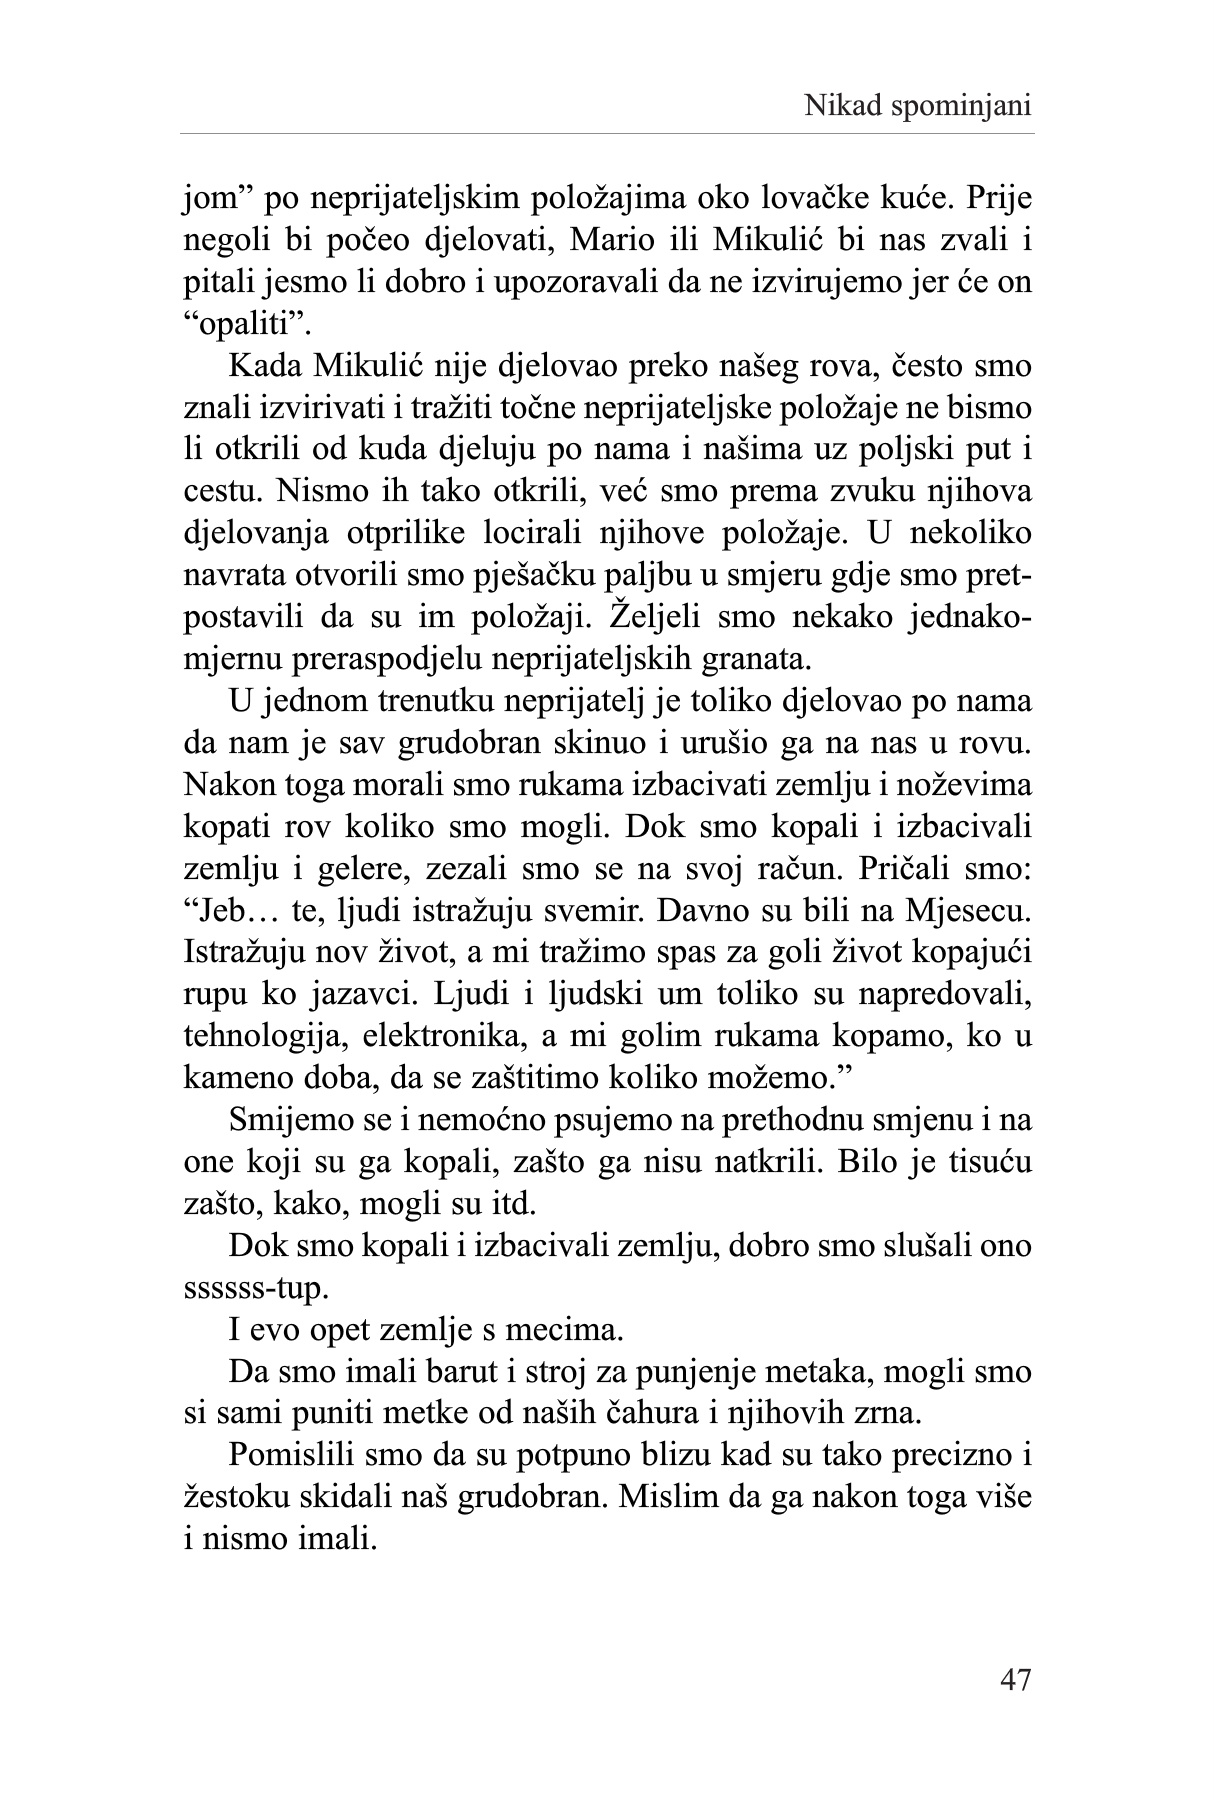 Nikad spominjani
jom” po neprijateljskim položajima oko lovačke kuće. Prije
negoli bi počeo djelovati, Mario ili Mikulić bi nas zvali i
pitali jesmo li dobro i upozoravali da ne izvirujemo jer će on
“opaliti”.
Kada Mikulić nije djelovao preko našeg rova, često smo
znali izvirivati i tražiti točne neprijateljske položaje ne bismo
li otkrili od kuda djeluju po nama i našima uz poljski put i
cestu. Nismo ih tako otkrili, već smo prema zvuku njihova
djelovanja otprilike locirali njihove položaje. U nekoliko
navrata otvorili smo pješačku paljbu u smjeru gdje smo pret-
postavili da su im položaji. Željeli smo nekako jednako-
mjernu preraspodjelu neprijateljskih granata.
U jednom trenutku neprijatelj je toliko djelovao po nama
da nam je sav grudobran skinuo i urušio ga na nas u rovu.
Nakon toga morali smo rukama izbacivati zemlju i noževima
kopati rov koliko smo mogli. Dok smo kopali i izbacivali
zemlju i gelere, zezali smo se na svoj račun. Pričali smo:
“Jeb… te, ljudi istražuju svemir. Davno su bili na Mjesecu.
Istražuju nov život, a mi tražimo spas za goli život kopajući
rupu ko jazavci. Ljudi i ljudski um toliko su napredovali,
tehnologija, elektronika, a mi golim rukama kopamo, ko u
kameno doba, da se zaštitimo koliko možemo.”
Smijemo se i nemoćno psujemo na prethodnu smjenu i na
one koji su ga kopali, zašto ga nisu natkrili. Bilo je tisuću
zašto, kako, mogli su itd.
Dok smo kopali i izbacivali zemlju, dobro smo slušali ono
ssssss-tup.
I evo opet zemlje s mecima.
Da smo imali barut i stroj za punjenje metaka, mogli smo
si sami puniti metke od naših čahura i njihovih zrna.
Pomislili smo da su potpuno blizu kad su tako precizno i
žestoku skidali naš grudobran. Mislim da ga nakon toga više
i nismo imali.
47